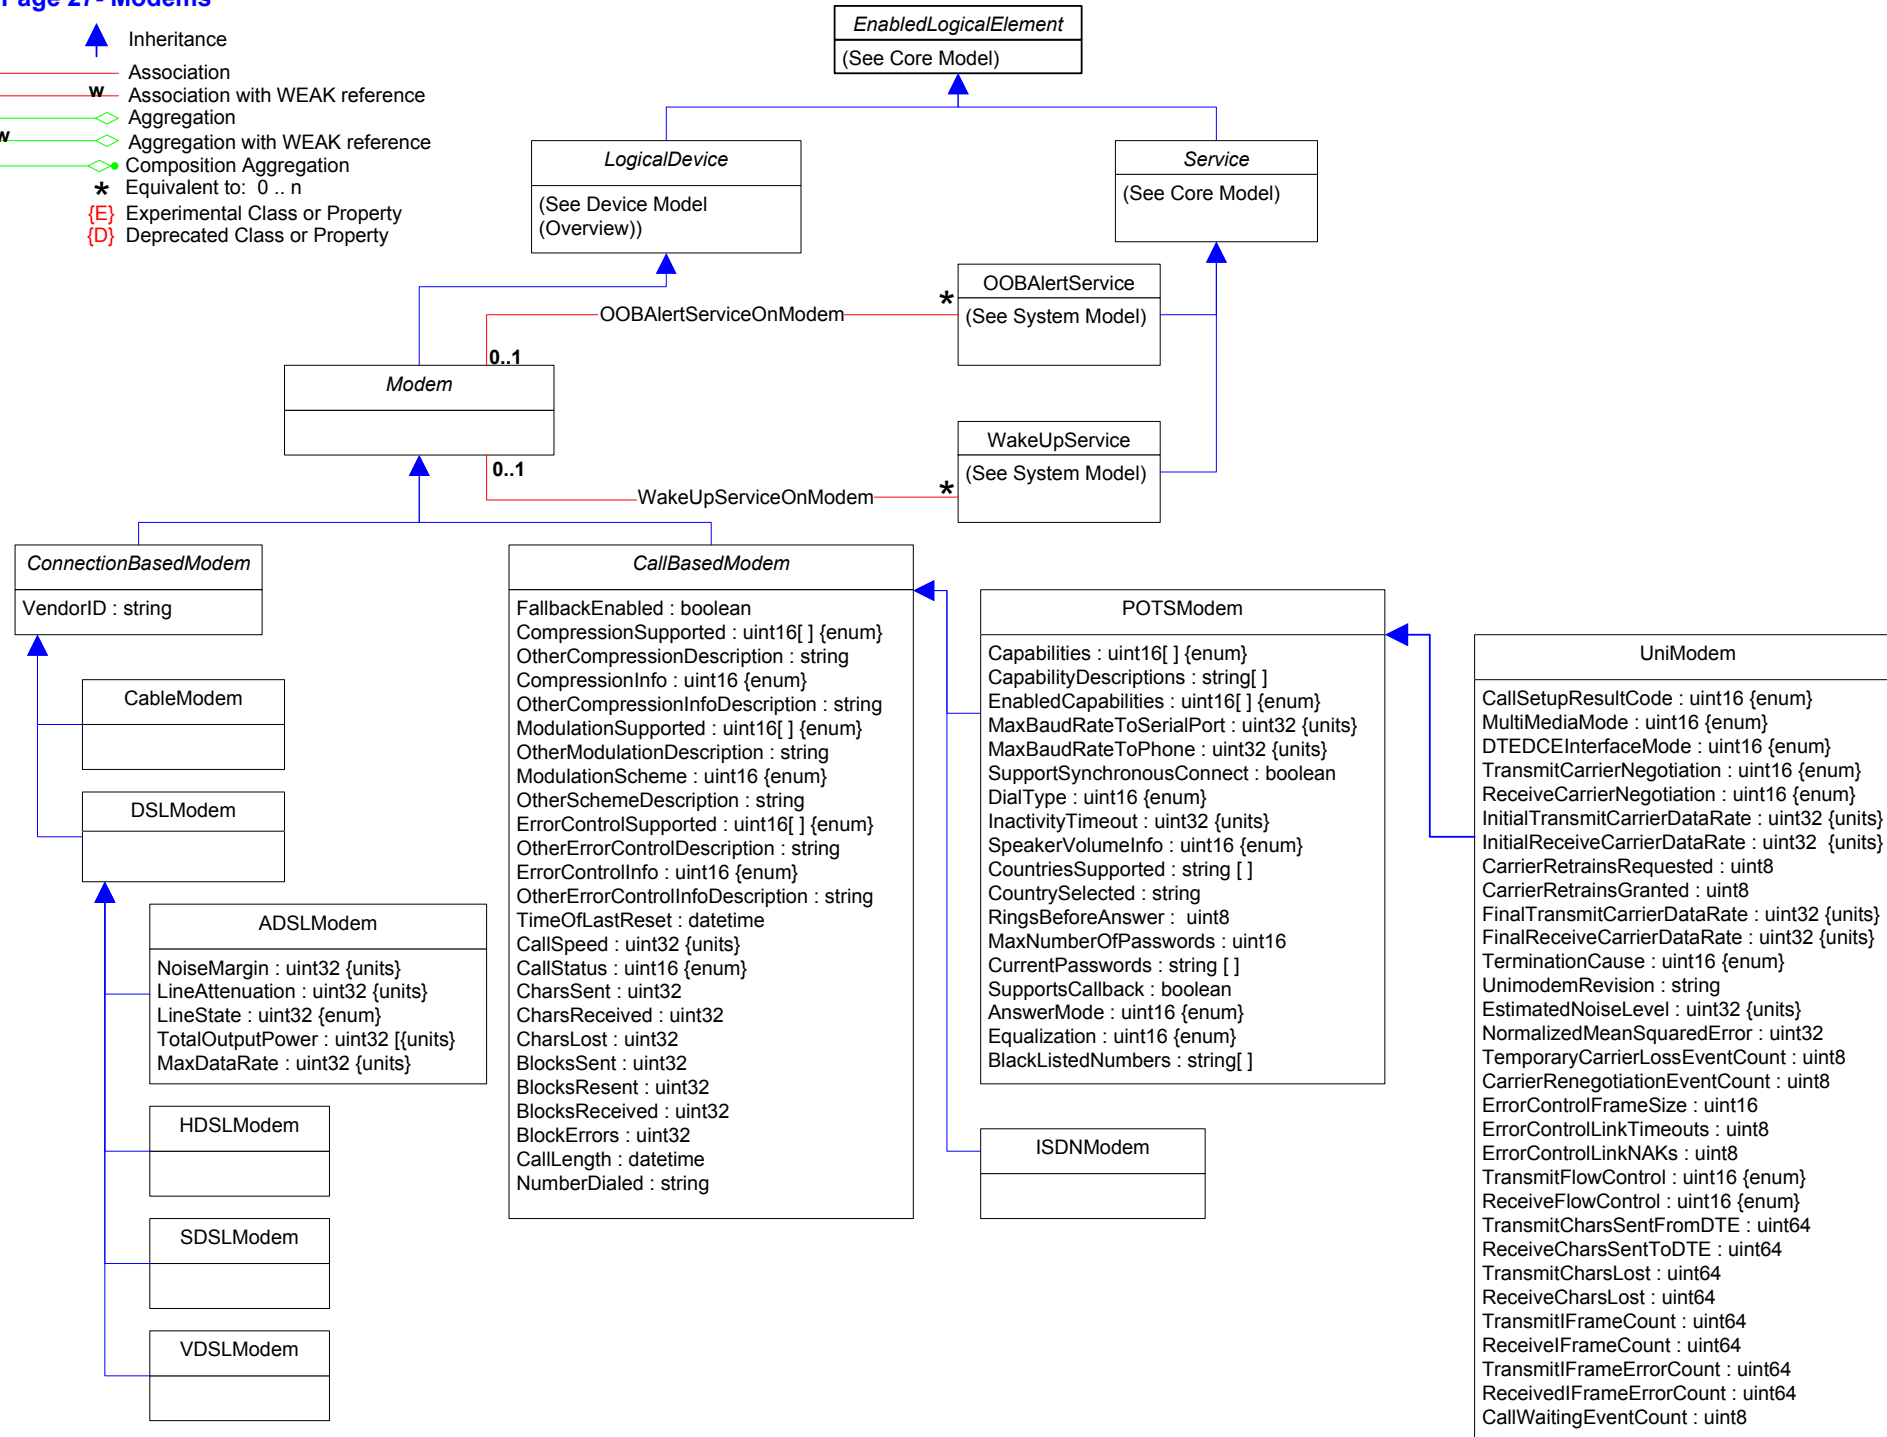 Page 27- Modems
Inheritance
Association
w Association with WEAK reference
Aggregation
w Aggregation with WEAK reference
Composition Aggregation
* Equivalent to: 0 .. n
{E} Experimental Class or Property
{D} Deprecated Class or Property
EnabledLogicalElement
(See Core Model)
LogicalDevice
(See Device Model
(Overview))
Service
(See Core Model)
OOBAlertService
(See System Model)
*
OOBAlertServiceOnModem
0..1
Modem
WakeUpService
(See System Model)
0..1
*
WakeUpServiceOnModem
ConnectionBasedModem
VendorID : string
CableModem
DSLModem
ADSLModem
NoiseMargin : uint32 {units}
LineAttenuation : uint32 {units}
LineState : uint32 {enum}
TotalOutputPower : uint32 [{units}
MaxDataRate : uint32 {units}
HDSLModem
SDSLModem
VDSLModem
CallBasedModem
FallbackEnabled : boolean
CompressionSupported : uint16[ ] {enum}
OtherCompressionDescription : string
CompressionInfo : uint16 {enum}
OtherCompressionInfoDescription : string
ModulationSupported : uint16[ ] {enum}
OtherModulationDescription : string
ModulationScheme : uint16 {enum}
OtherSchemeDescription : string
ErrorControlSupported : uint16[ ] {enum}
OtherErrorControlDescription : string
ErrorControlInfo : uint16 {enum}
OtherErrorControlInfoDescription : string
TimeOfLastReset : datetime
CallSpeed : uint32 {units}
CallStatus : uint16 {enum}
CharsSent : uint32
CharsReceived : uint32
CharsLost : uint32
BlocksSent : uint32
BlocksResent : uint32
BlocksReceived : uint32
BlockErrors : uint32
CallLength : datetime
NumberDialed : string
POTSModem
Capabilities : uint16[ ] {enum}
CapabilityDescriptions : string[ ]
EnabledCapabilities : uint16[ ] {enum}
MaxBaudRateToSerialPort : uint32 {units}
MaxBaudRateToPhone : uint32 {units}
SupportSynchronousConnect : boolean
DialType : uint16 {enum}
InactivityTimeout : uint32 {units}
SpeakerVolumeInfo : uint16 {enum}
CountriesSupported : string [ ]
CountrySelected : string
RingsBeforeAnswer : uint8
MaxNumberOfPasswords : uint16
CurrentPasswords : string [ ]
SupportsCallback : boolean
AnswerMode : uint16 {enum}
Equalization : uint16 {enum}
BlackListedNumbers : string[ ]
ISDNModem
UniModem
CallSetupResultCode : uint16 {enum}
MultiMediaMode : uint16 {enum}
DTEDCEInterfaceMode : uint16 {enum}
TransmitCarrierNegotiation : uint16 {enum}
ReceiveCarrierNegotiation : uint16 {enum}
InitialTransmitCarrierDataRate : uint32 {units}
InitialReceiveCarrierDataRate : uint32 {units}
CarrierRetrainsRequested : uint8
CarrierRetrainsGranted : uint8
FinalTransmitCarrierDataRate : uint32 {units}
FinalReceiveCarrierDataRate : uint32 {units}
TerminationCause : uint16 {enum}
UnimodemRevision : string
EstimatedNoiseLevel : uint32 {units}
NormalizedMeanSquaredError : uint32
TemporaryCarrierLossEventCount : uint8
CarrierRenegotiationEventCount : uint8
ErrorControlFrameSize : uint16
ErrorControlLinkTimeouts : uint8
ErrorControlLinkNAKs : uint8
TransmitFlowControl : uint16 {enum}
ReceiveFlowControl : uint16 {enum}
TransmitCharsSentFromDTE : uint64
ReceiveCharsSentToDTE : uint64
TransmitCharsLost : uint64
ReceiveCharsLost : uint64
TransmitIFrameCount : uint64
ReceiveIFrameCount : uint64
TransmitIFrameErrorCount : uint64
ReceivedIFrameErrorCount : uint64
CallWaitingEventCount : uint8